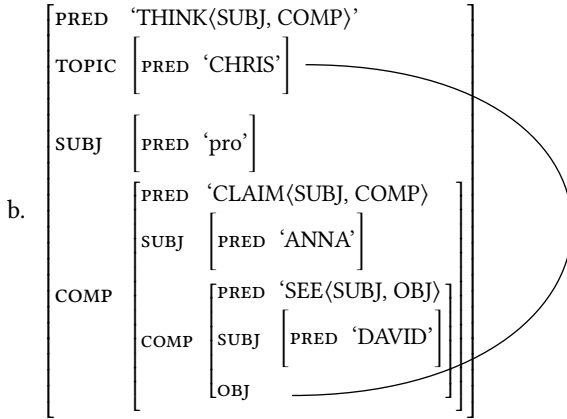 PRED ‘THINK⟨SUBJ, COMP⟩’
TOPIC PRED ‘CHRIS’
SUBJ PRED ‘pro’
b.
PRED ‘CLAIM⟨SUBJ, COMP⟩
SUBJ PRED ‘ANNA’
COMP
PRED ‘SEE⟨SUBJ, OBJ⟩
COMP SUBJ PRED ‘DAVID’
OBJ